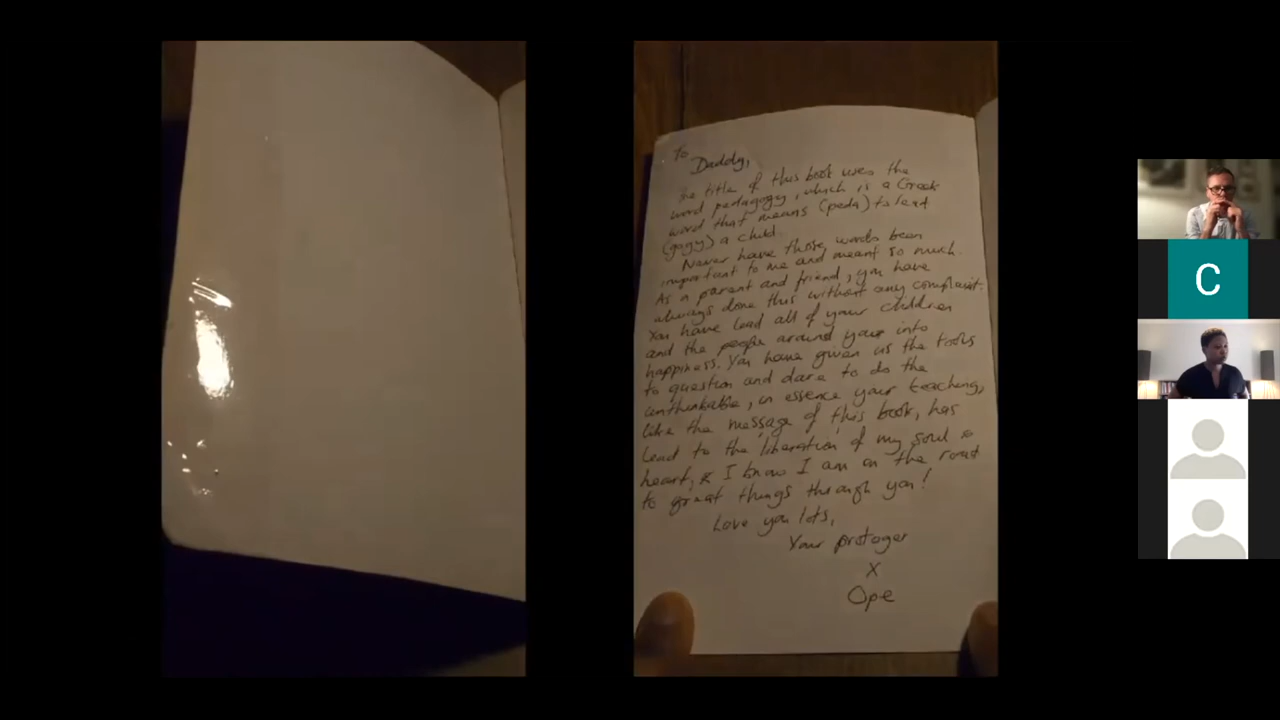 To
Daddy,
The title of this book uses the
word pedagogy, which is a Greek
word that means (peda) to lead
(gogy) a child.
Never have those words been
important to me and meant so much.
As a parent and friend, you have
always done this without any complaint.
You have lead all of your children
and the people around your into
happiness. You have given us the tools
to question and dare to do the
unthinkable, in essence your teaching,
like the message of this book, has
lead to the 'liberation' of my soul &
heart, & I know I am on the road
to great things through you!
Love you lots,
Your protoger
x
Ope
C